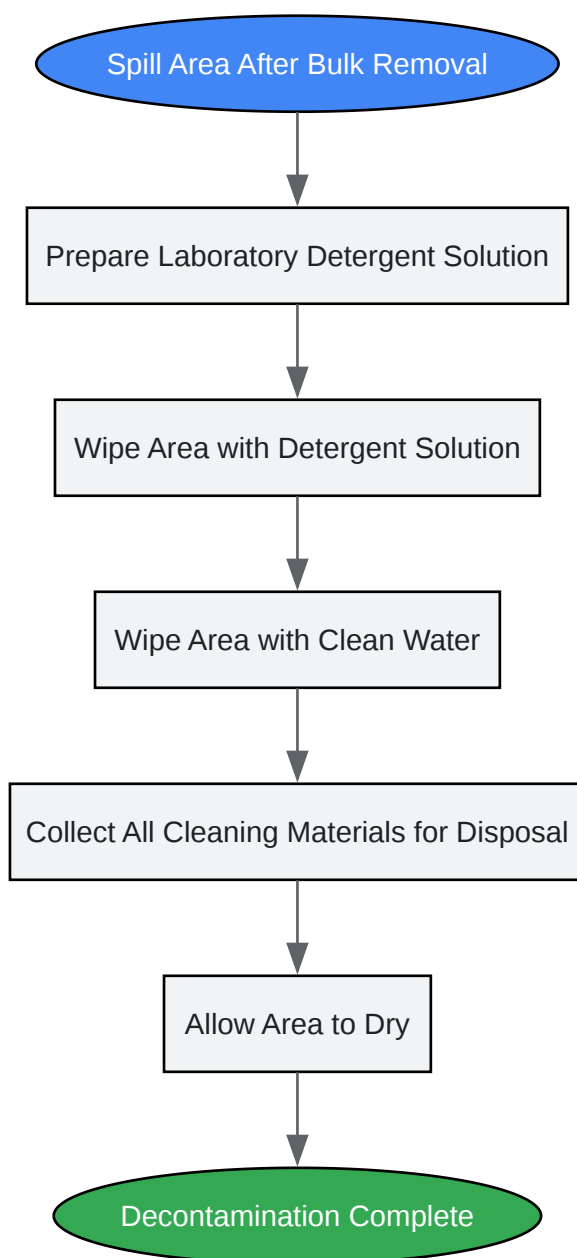 Spill Area After Bulk Removal
Prepare Laboratory Detergent Solution
Wipe Area with Detergent Solution
Wipe Area with Clean Water
Collect All Cleaning Materials for Disposal
Allow Area to Dry
Decontamination Complete